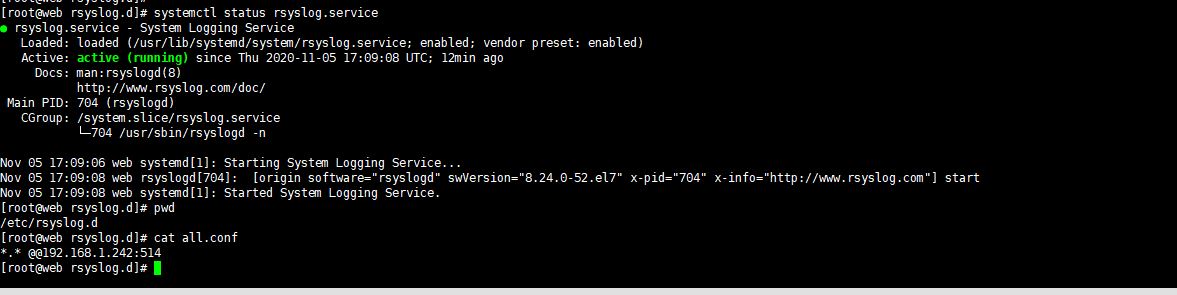 [root@web rsyslog.d]# systemctl status rsyslog.service
● rsyslog.service - System Logging Service
   Loaded: loaded (/usr/lib/systemd/system/rsyslog.service; enabled; vendor preset: enabled)
   Active: active (running) since Thu 2020-11-05 17:09:08 UTC; 12min ago
     Docs: man:rsyslogd(8)
           http://www.rsyslog.com/doc/
 Main PID: 704 (rsyslogd)
   CGroup: /system.slice/rsyslog.service
           └─704 /usr/sbin/rsyslogd -n

Nov 05 17:09:06 web systemd[1]: Starting System Logging Service...
Nov 05 17:09:08 web rsyslogd[704]:  [origin software="rsyslogd" swVersion="8.24.0-52.el7" x-pid="704" x-info="http://www.rsyslog.com"] start
Nov 05 17:09:08 web systemd[1]: Started System Logging Service.
[root@web rsyslog.d]# pwd
/etc/rsyslog.d
[root@web rsyslog.d]# cat all.conf
*.* @@192.168.1.242:514
[root@web rsyslog.d]#